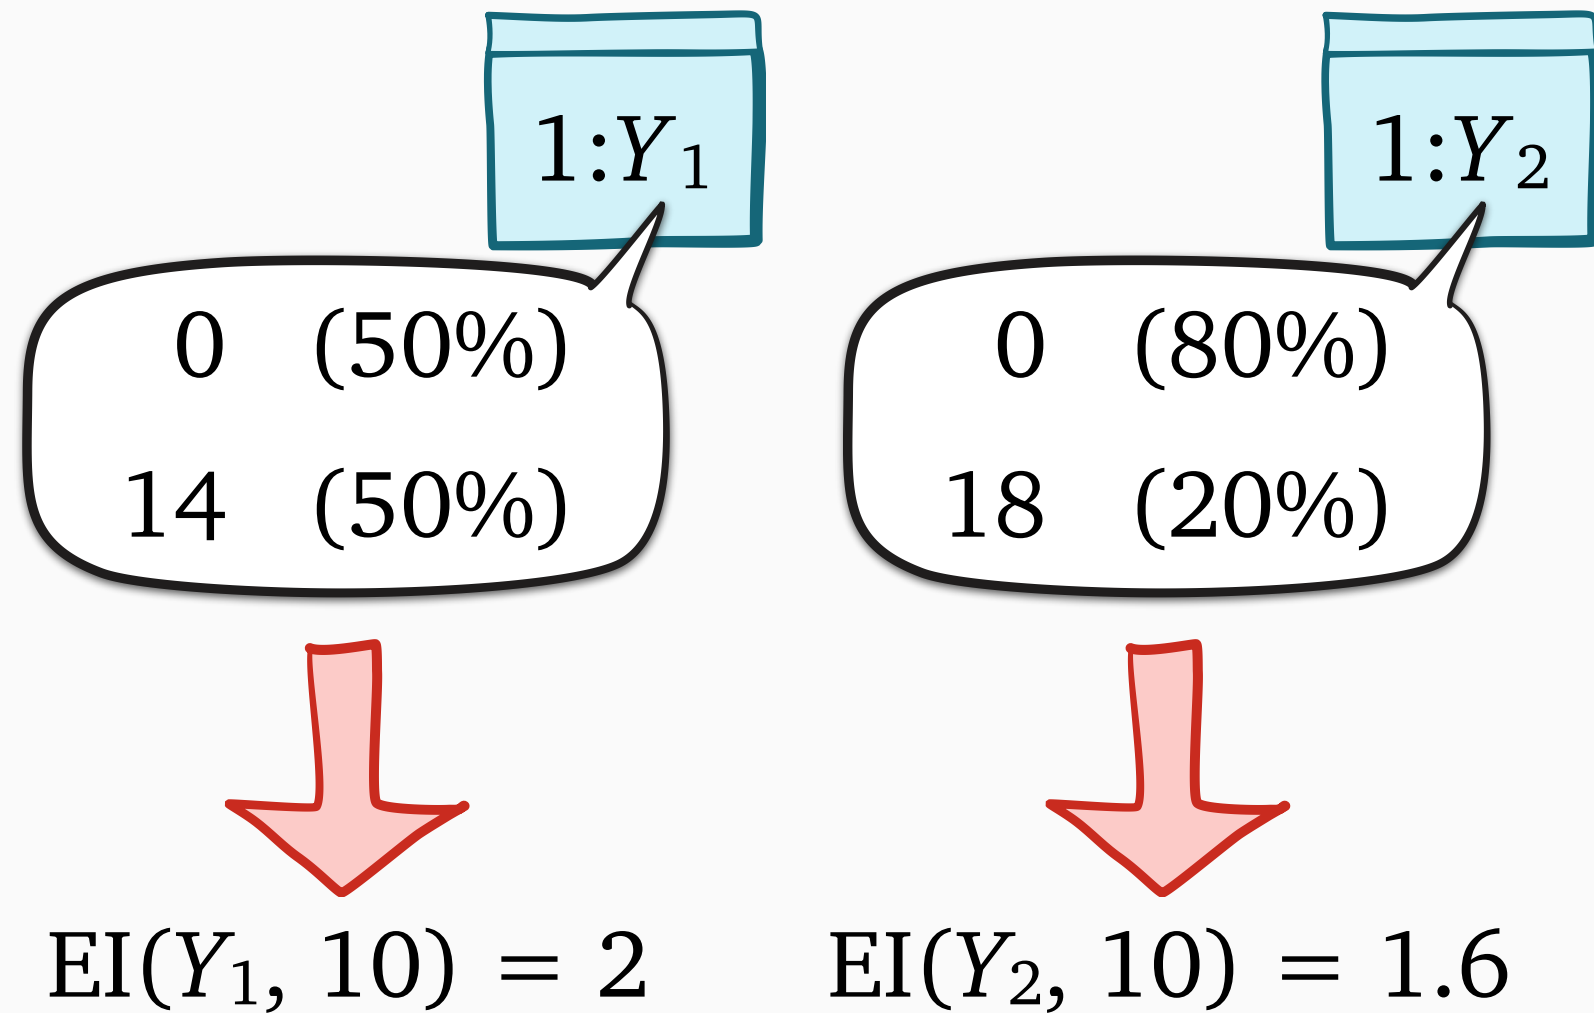 1:Y₁
0 (50%)
14 (50%)
EI(Y₁, 10) = 2
1:Y₂
0 (80%)
18 (20%)
EI(Y₂, 10) = 1.6